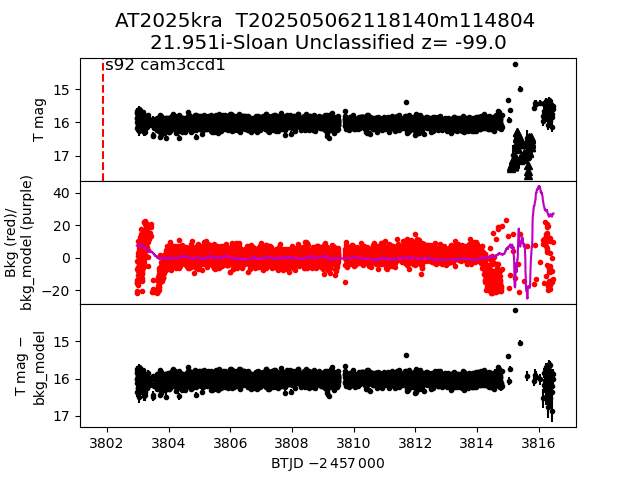 AT2025kra  T202505062118140m114804
21.951i-Sloan Unclassified z= -99.0
s92 cam3ccd1
T mag
15
16
17
Bkg (red)/
bkg_model (purple)
40
20
0
−20
T mag −
bkg_model
15
16
17
3802 3804 3806 3808 3810 3812 3814 3816
BTJD −2 457 000